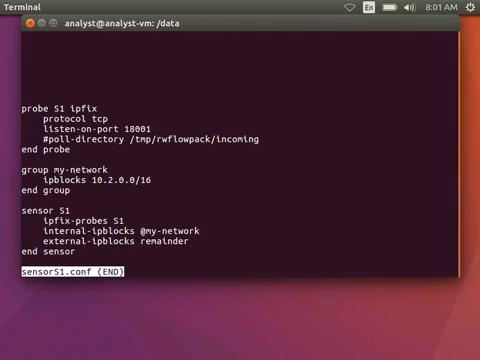 Terminal
En
8:01 AM
analyst@analyst-vm: /data
probe S1 ipfix
protocol tcp
listen-on-port 18001
#poll-directory /tmp/rwflowpack/incoming
end probe
group my-network
ipblocks 10.2.0.0/16
end group
sensor S1
ipfix-probes S1
internal-ipblocks @my-network
external-ipblocks remainder
end sensor
sensorS1.conf (END)